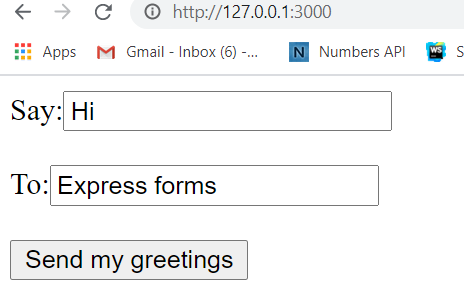 http://127.0.0.1:3000
Apps Gmail - Inbox (6) -... N Numbers API WS S
Say: Hi
To: Express forms
Send my greetings